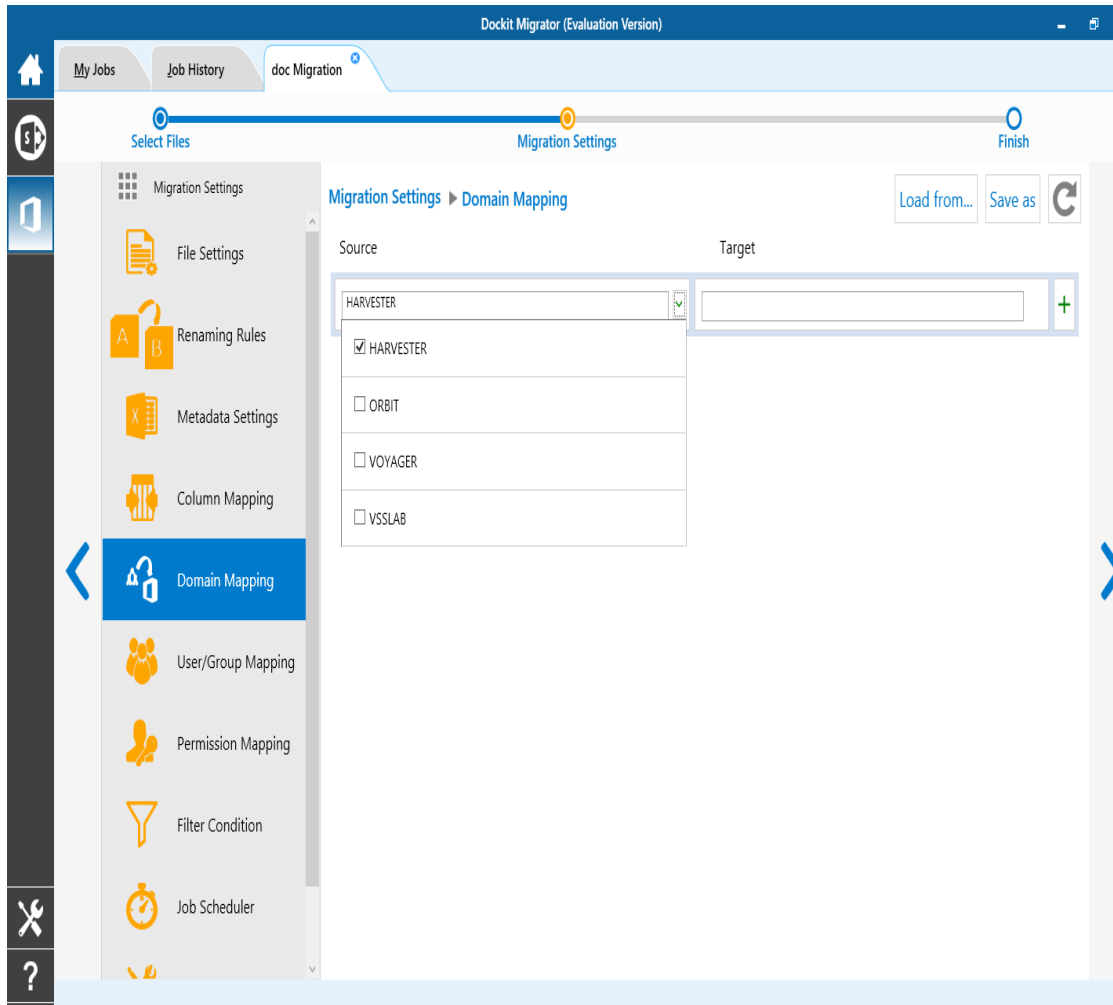 Dockit Migrator (Evaluation Version)
My Jobs
Job History
doc Migration
Select Files
Migration Settings
Finish
Migration Settings
File Settings
A
B
Renaming Rules
X
Metadata Settings
Column Mapping
Domain Mapping
User/Group Mapping
Permission Mapping
Filter Condition
Job Scheduler
Migration Settings Domain Mapping
Load from...
Save as
Source
Target
HARVESTER
HARVESTER
ORBIT
VOYAGER
VSSLAB
S
?